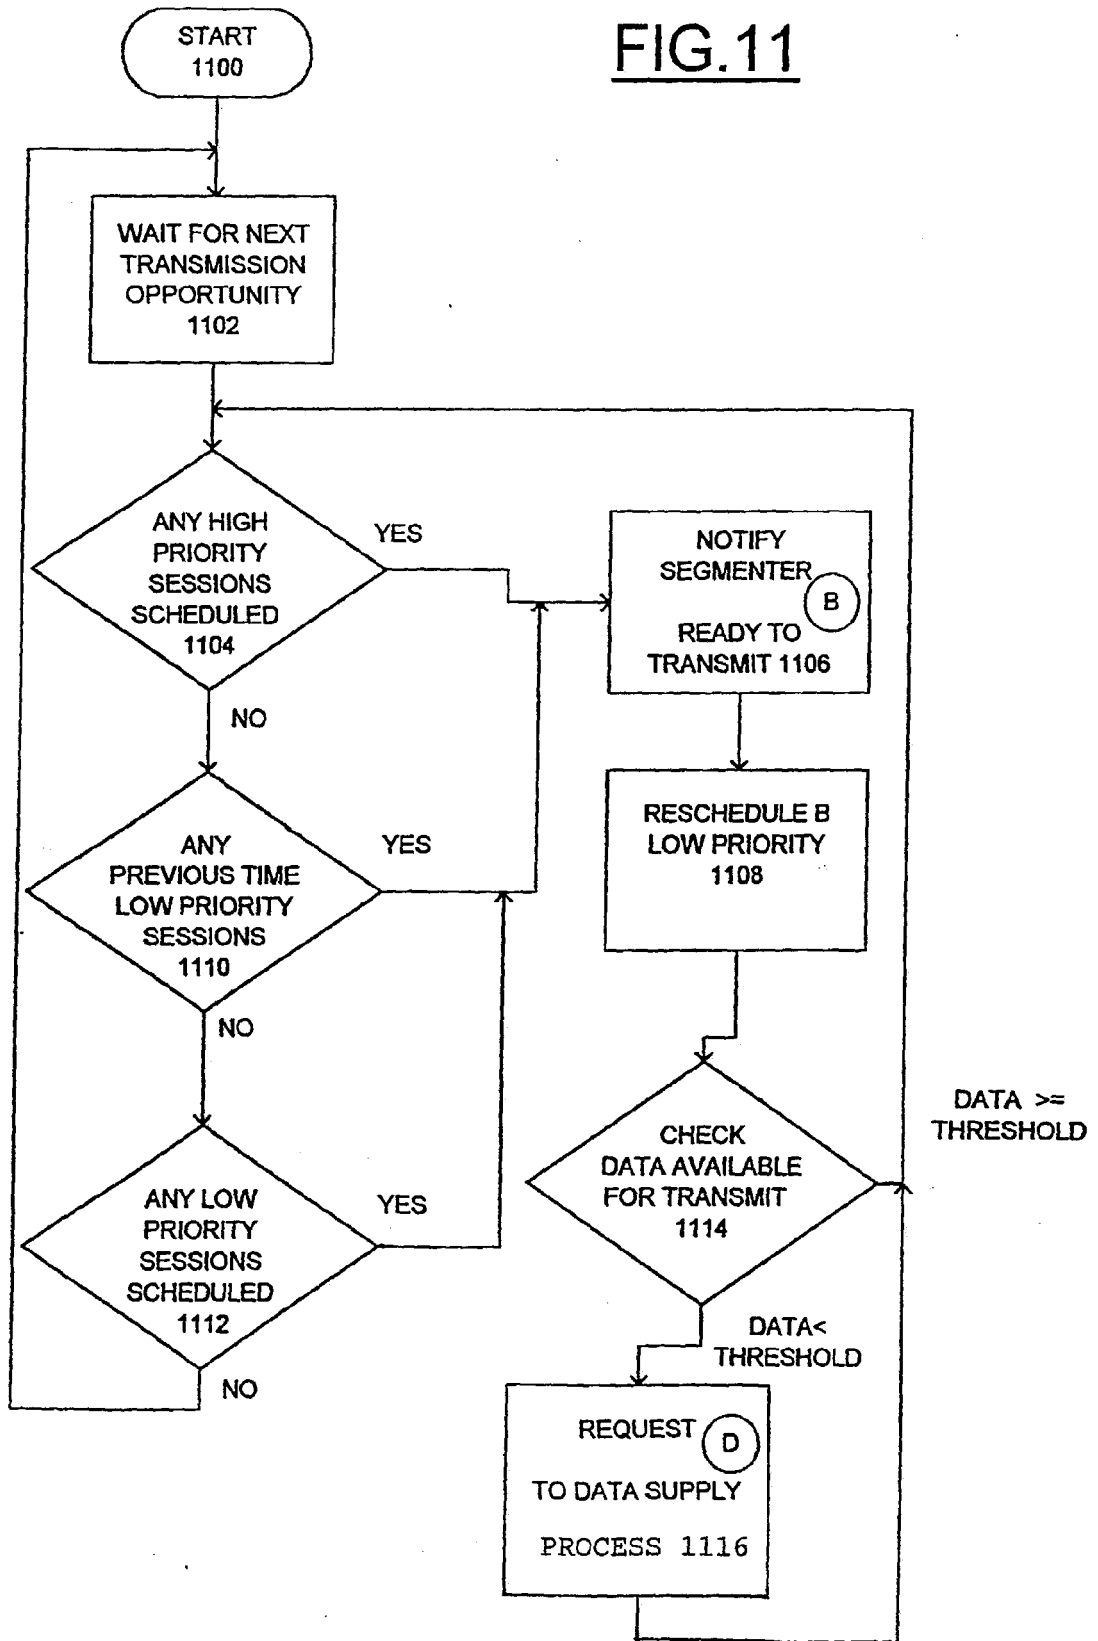 FIG.11
START
1100
WAIT FOR NEXT
TRANSMISSION
OPPORTUNITY
1102
ANY HIGH
PRIORITY
SESSIONS
SCHEDULED
1104
YES
NO
NOTIFY
SEGMENTER
B
READY TO
TRANSMIT 1106
ANY
PREVIOUS TIME
LOW PRIORITY
SESSIONS
1110
YES
NO
RESCHEDULE B
LOW PRIORITY
1108
ANY LOW
PRIORITY
SESSIONS
SCHEDULED
1112
YES
NO
CHECK
DATA AVAILABLE
FOR TRANSMIT
1114
DATA >=
THRESHOLD
DATA<
THRESHOLD
REQUEST
D
TO DATA SUPPLY
PROCESS 1116